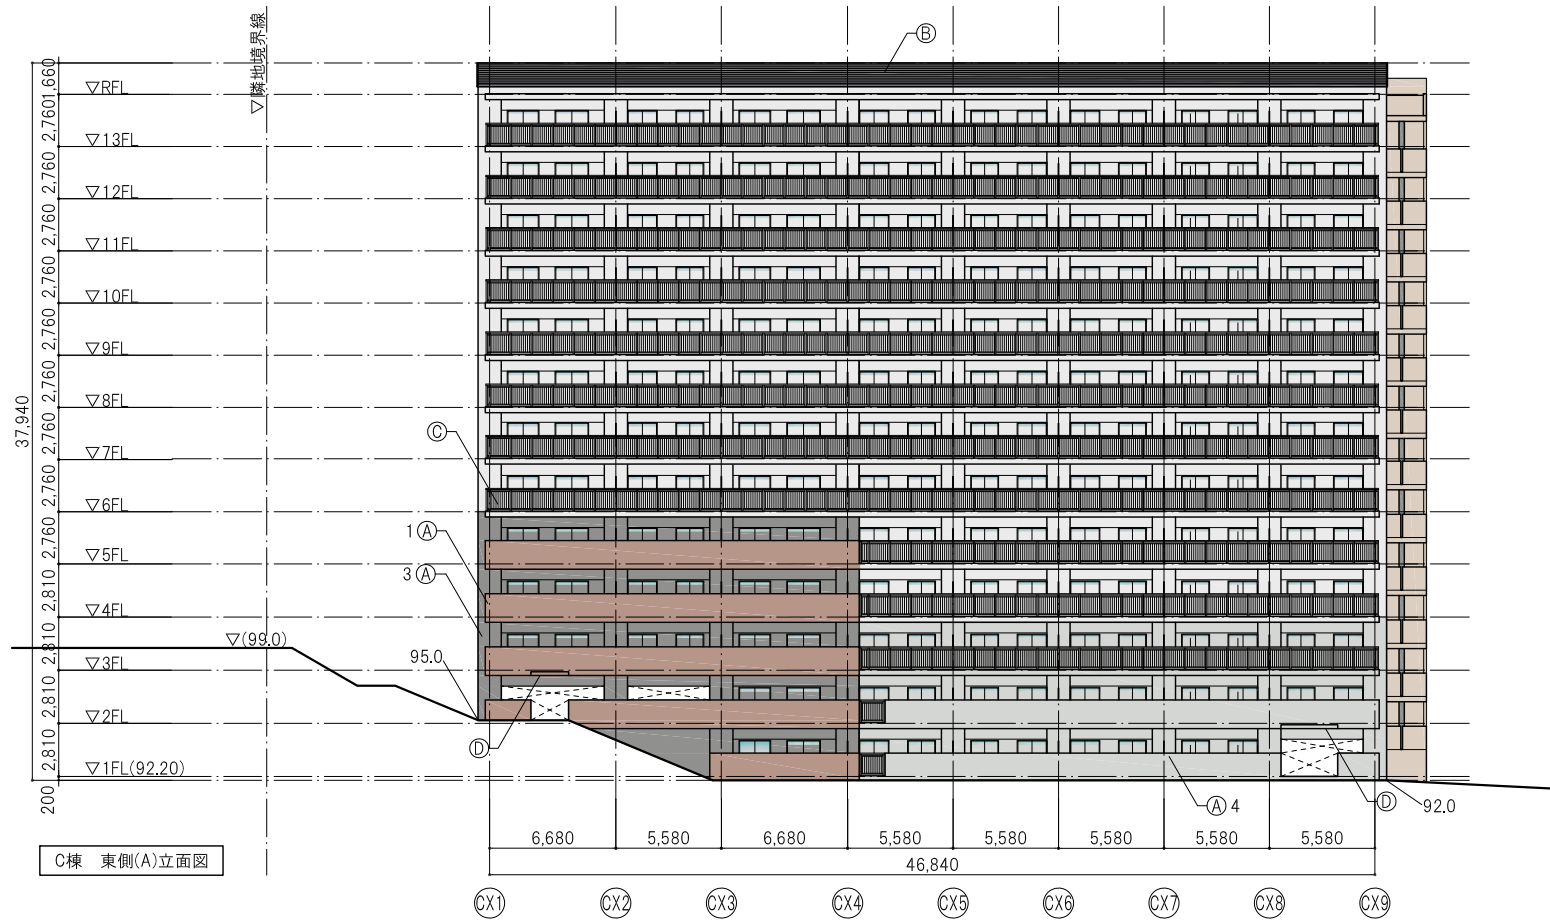 ▽隣地境界線
Ⓑ
1,660
▽RFL
2,760
▽13FL
2,760
▽12FL
2,760
▽11FL
2,760
▽10FL
2,760
▽9FL
2,760
▽8FL
2,760
▽7FL
2,760
▽6FL
2,760
▽5FL
2,810
▽4FL
2,810
▽3FL
2,810
▽2FL
2,810
▽1FL(92.20)
200
37,940
Ⓒ
1Ⓐ
3Ⓐ
▽(99.0)
95.0
Ⓓ
Ⓐ4
Ⓓ
92.0
6,680 5,580 6,680 5,580 5,580 5,580 5,580 5,580
46,840
C棟 東側(A)立面図
CX1 CX2 CX3 CX4 CX5 CX6 CX7 CX8 CX9